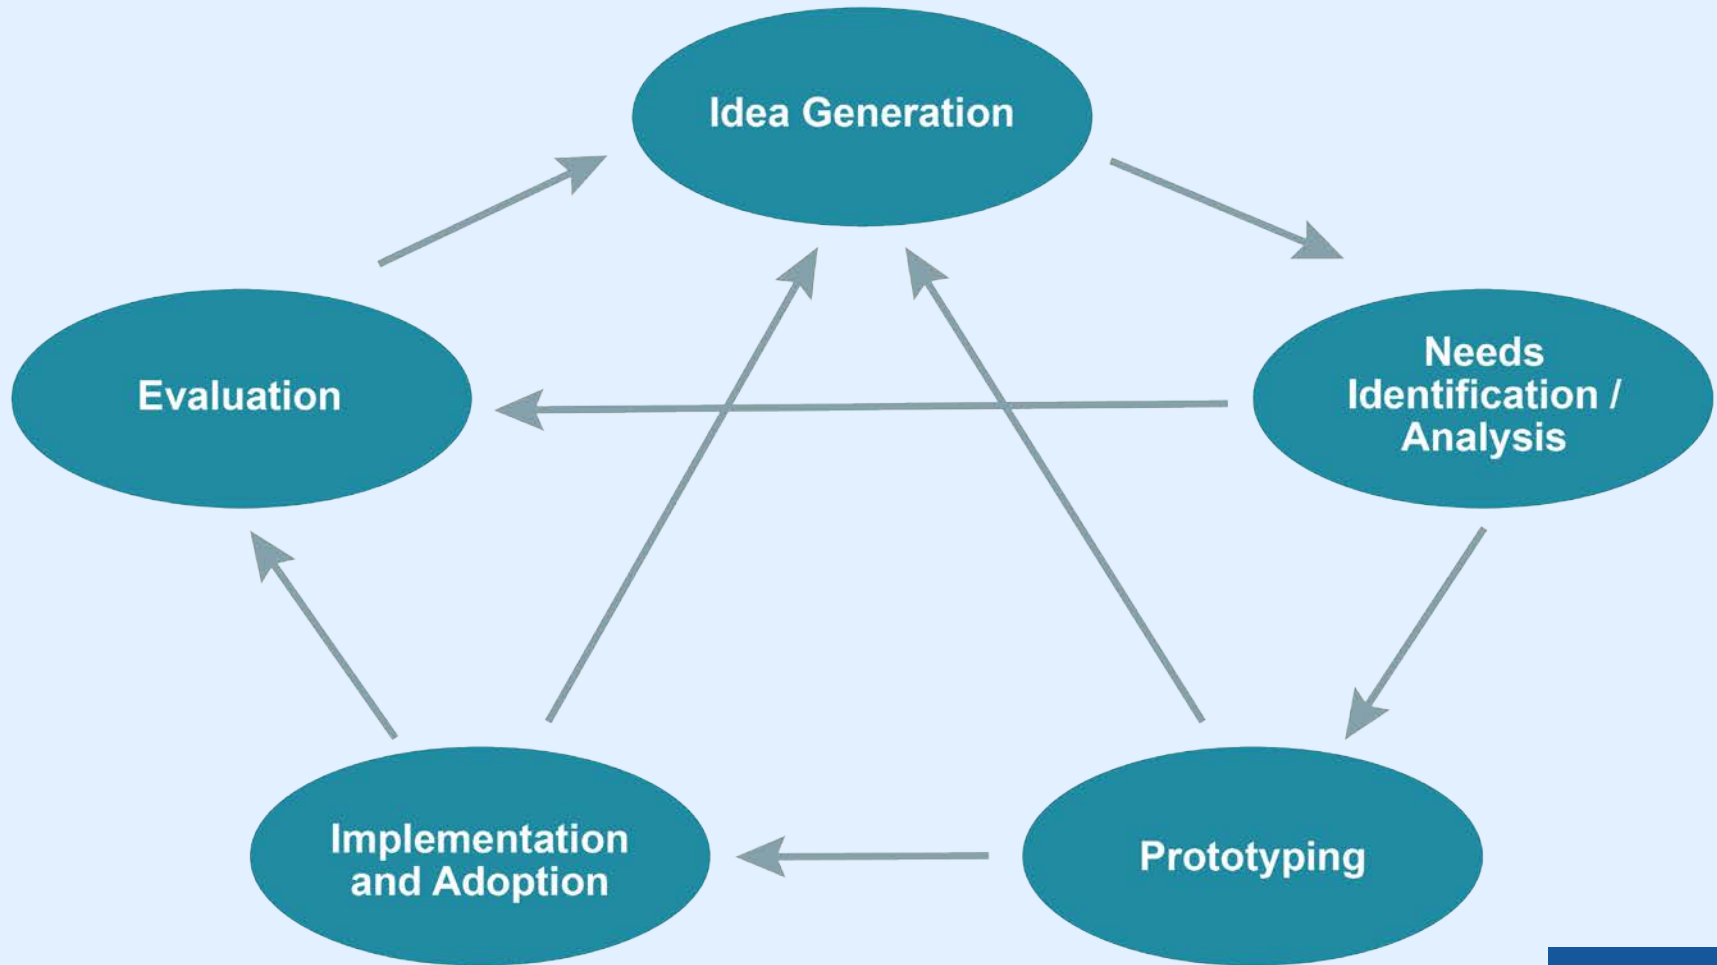 Idea Generation
Needs
Identification /
Analysis
Evaluation
Implementation
and Adoption
Prototyping